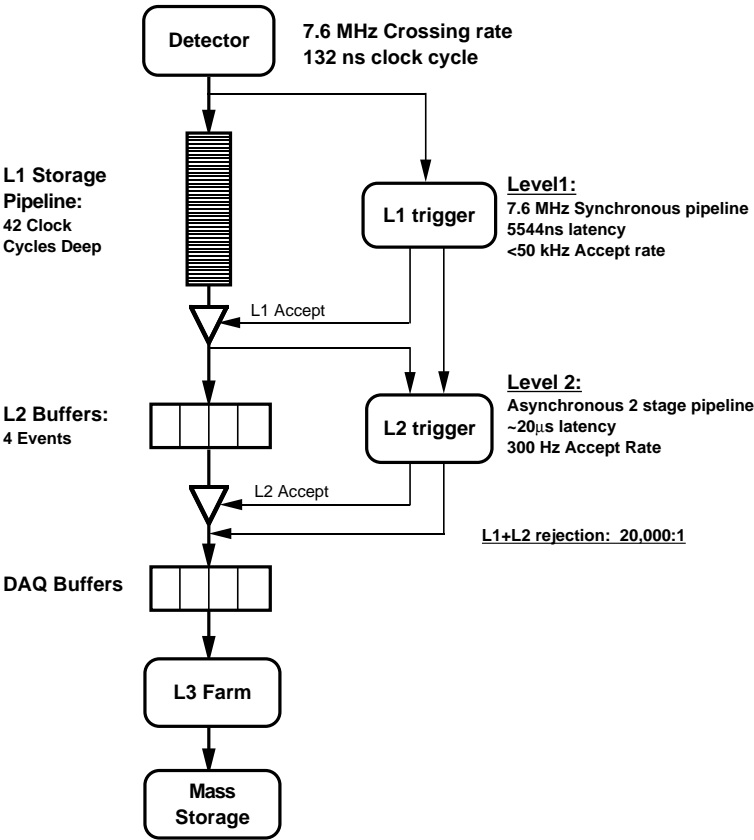 Detector
7.6 MHz Crossing rate
132 ns clock cycle
L1 Storage
Pipeline:
42 Clock
Cycles Deep
L1 trigger
Level1:
7.6 MHz Synchronous pipeline
5544ns latency
<50 kHz Accept rate
L1 Accept
L2 Buffers:
4 Events
L2 trigger
Level 2:
Asynchronous 2 stage pipeline
~20μs latency
300 Hz Accept Rate
L2 Accept
L1+L2 rejection: 20,000:1
DAQ Buffers
L3 Farm
Mass
Storage